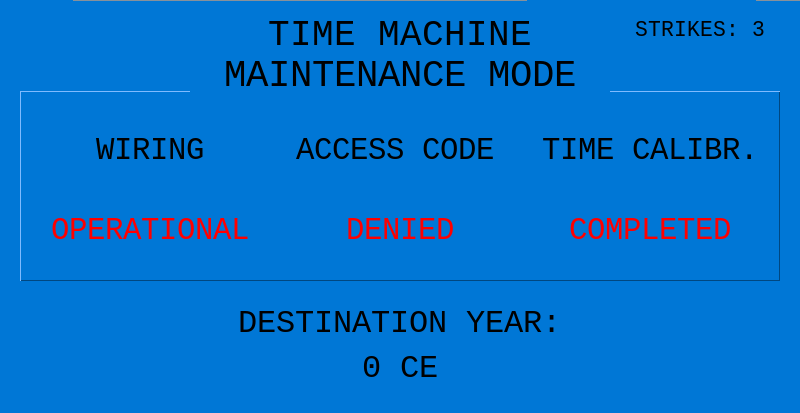 TIME MACHINE
STRIKES: 3
MAINTENANCE MODE
WIRING ACCESS CODE TIME CALIBR.
OPERATIONAL DENIED COMPLETED
DESTINATION YEAR:
0 CE